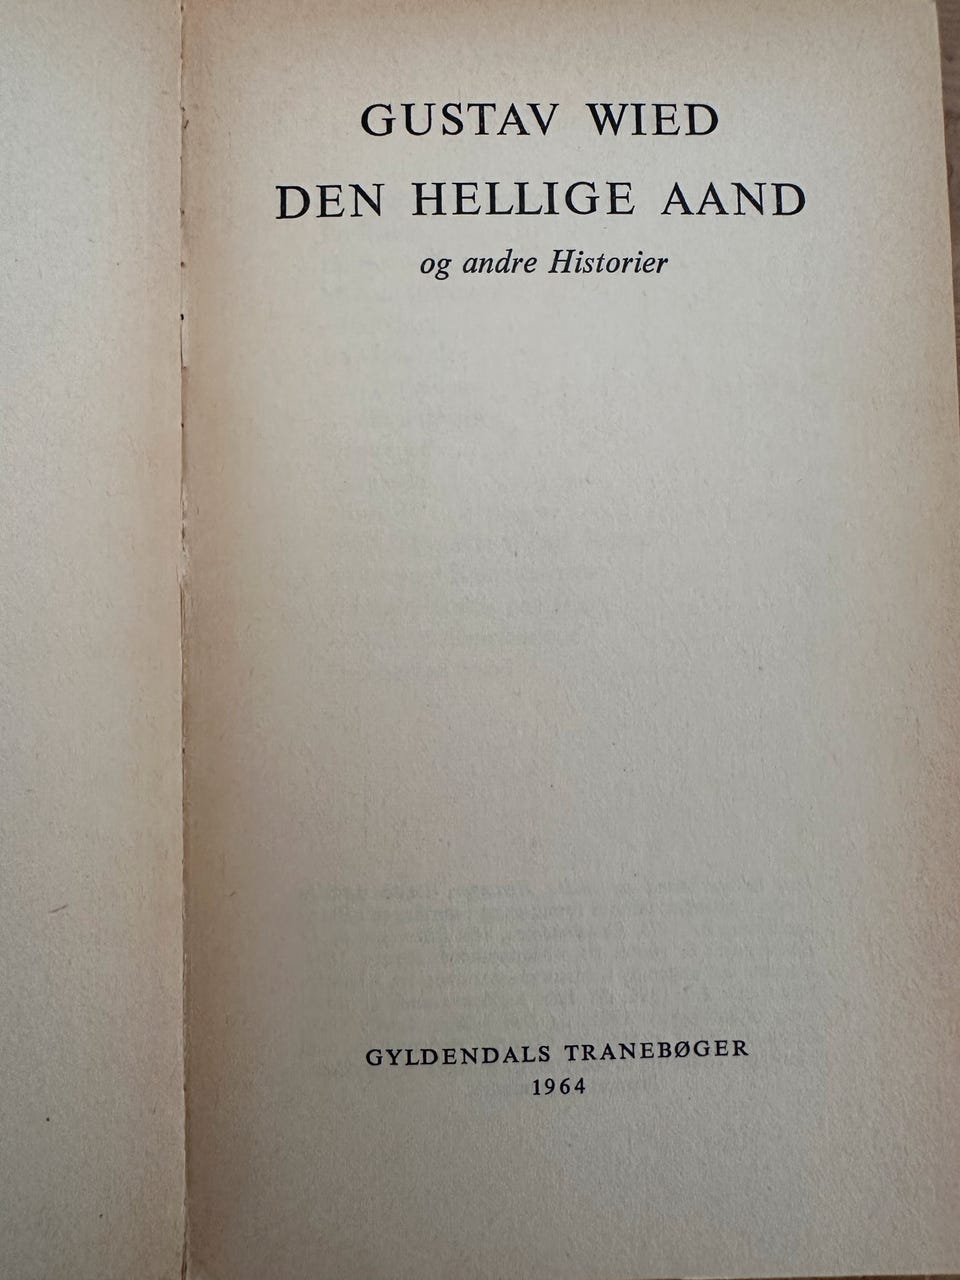 GUSTAV WIED
DEN HELLIGE AAND
og andre Historier
GYLDENDALS TRANEBØGER
1964